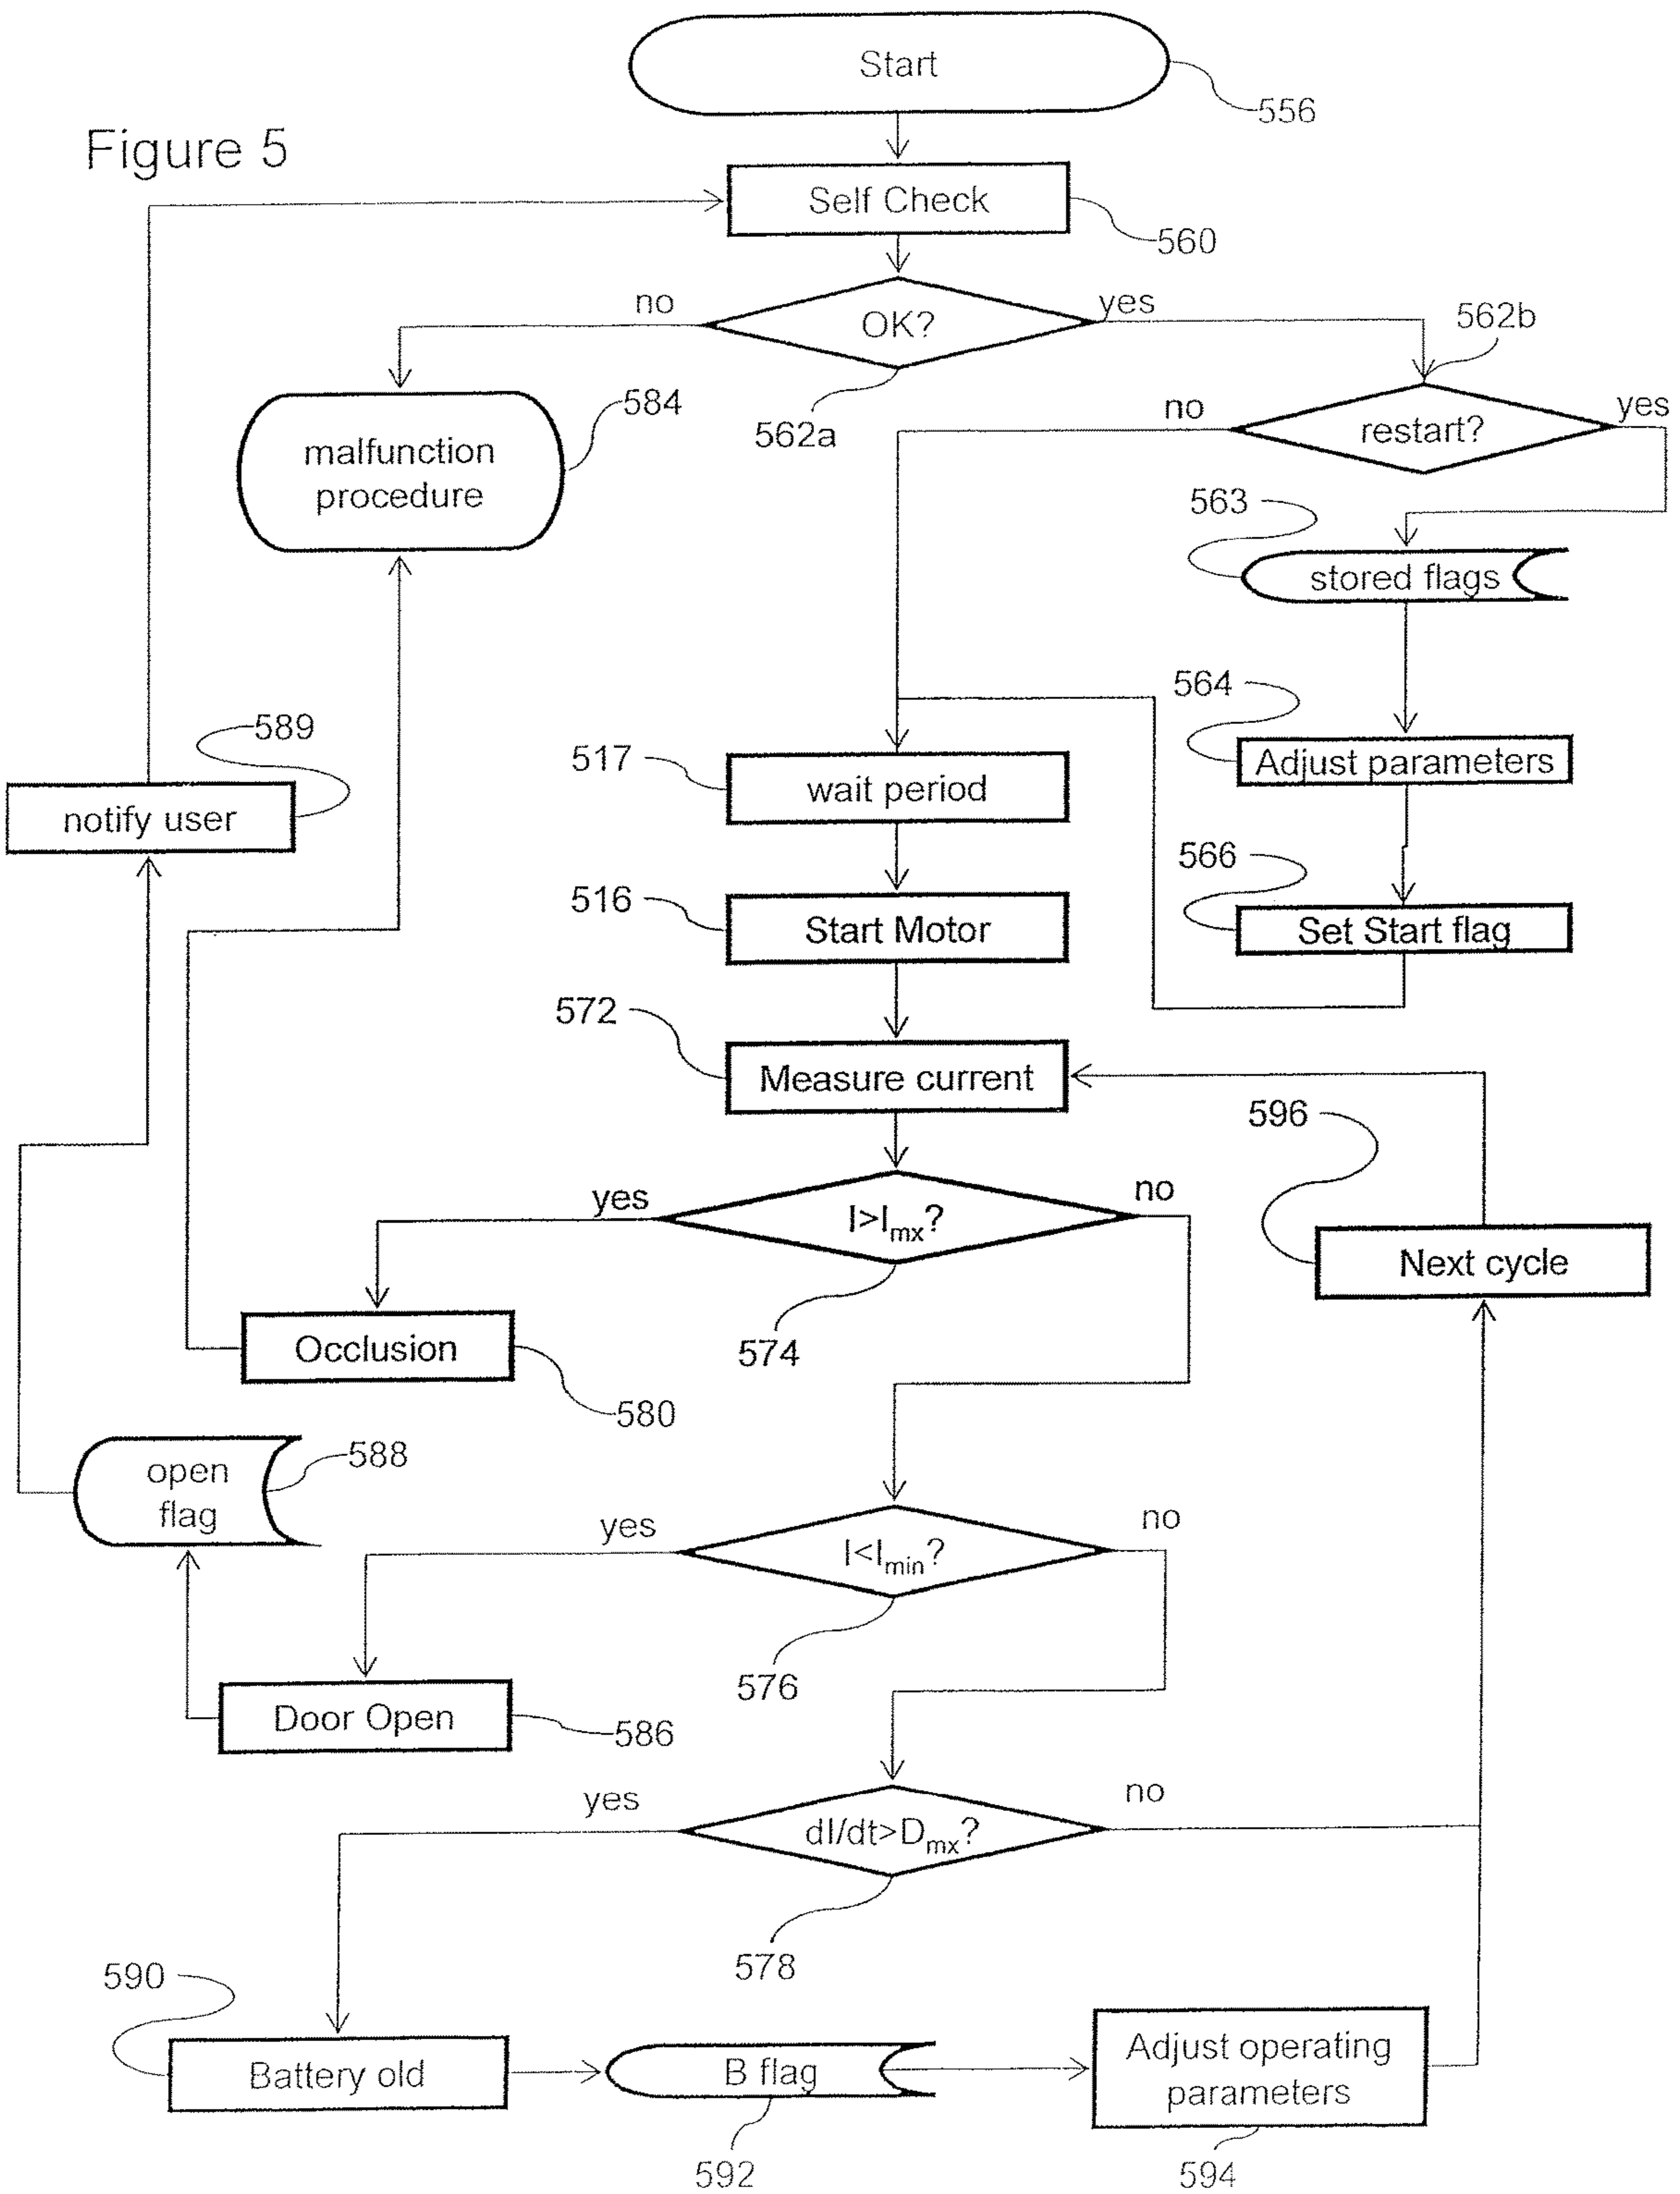 Start
556
Figure 5
Self Check
560
no
OK?
yes
562a
562b
584
malfunction
procedure
no
restart?
yes
563
stored flags
564
Adjust parameters
589
notify user
517
wait period
566
Set Start flag
516
Start Motor
572
Measure current
596
Next cycle
yes
I>Imx?
no
574
Occlusion
580
open
flag
588
yes
I<Imin?
no
576
Door Open
586
yes
dI/dt>Dmx?
no
578
590
Battery old
B flag
592
Adjust operating
parameters
594